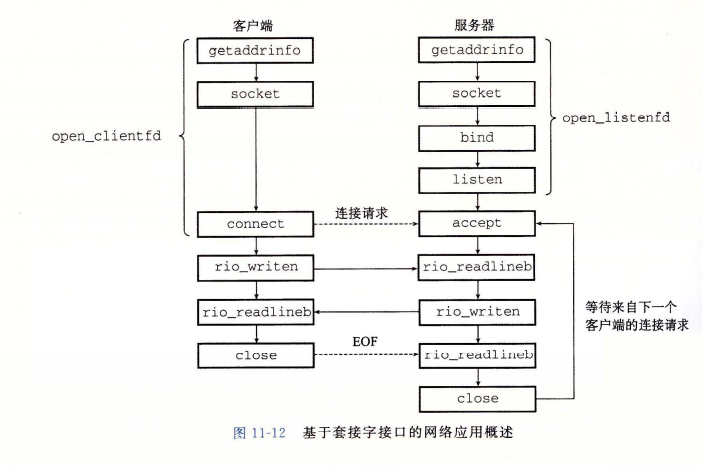 客户端
服务器
getaddrinfo
getaddrinfo
socket
socket
open_clientfd
open_listenfd
bind
listen
连接请求
connect
accept
rio_writen
rio_readlineb
rio_readlineb
rio_writen
等待来自下一个
客户端的连接请求
EOF
close
rio_readlineb
close
图 11-12 基于套接字接口的网络应用概述